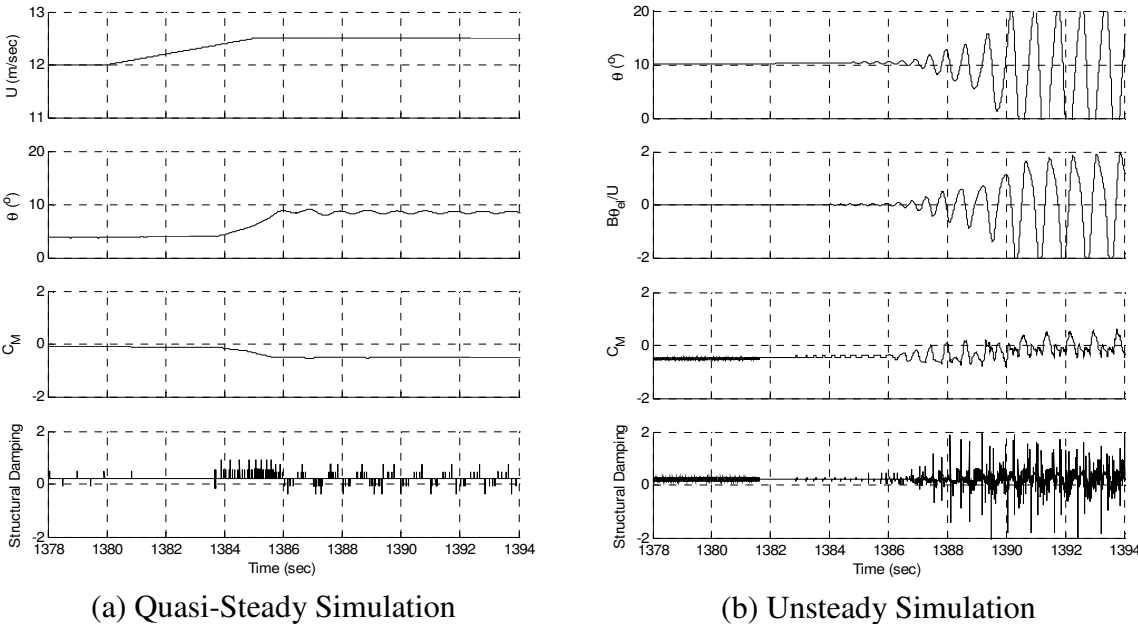 13
12
11
U (m/sec)
20
10
0
θ (º)
2
0
-2
C_M
2
0
-2
Structural Damping
1378 1380 1382 1384 1386 1388 1390 1392 1394
Time (sec)
(a) Quasi-Steady Simulation
20
10
0
θ (º)
2
0
-2
Bθ_el/U
2
0
-2
C_M
2
0
-2
Structural Damping
1378 1380 1382 1384 1386 1388 1390 1392 1394
Time (sec)
(b) Unsteady Simulation